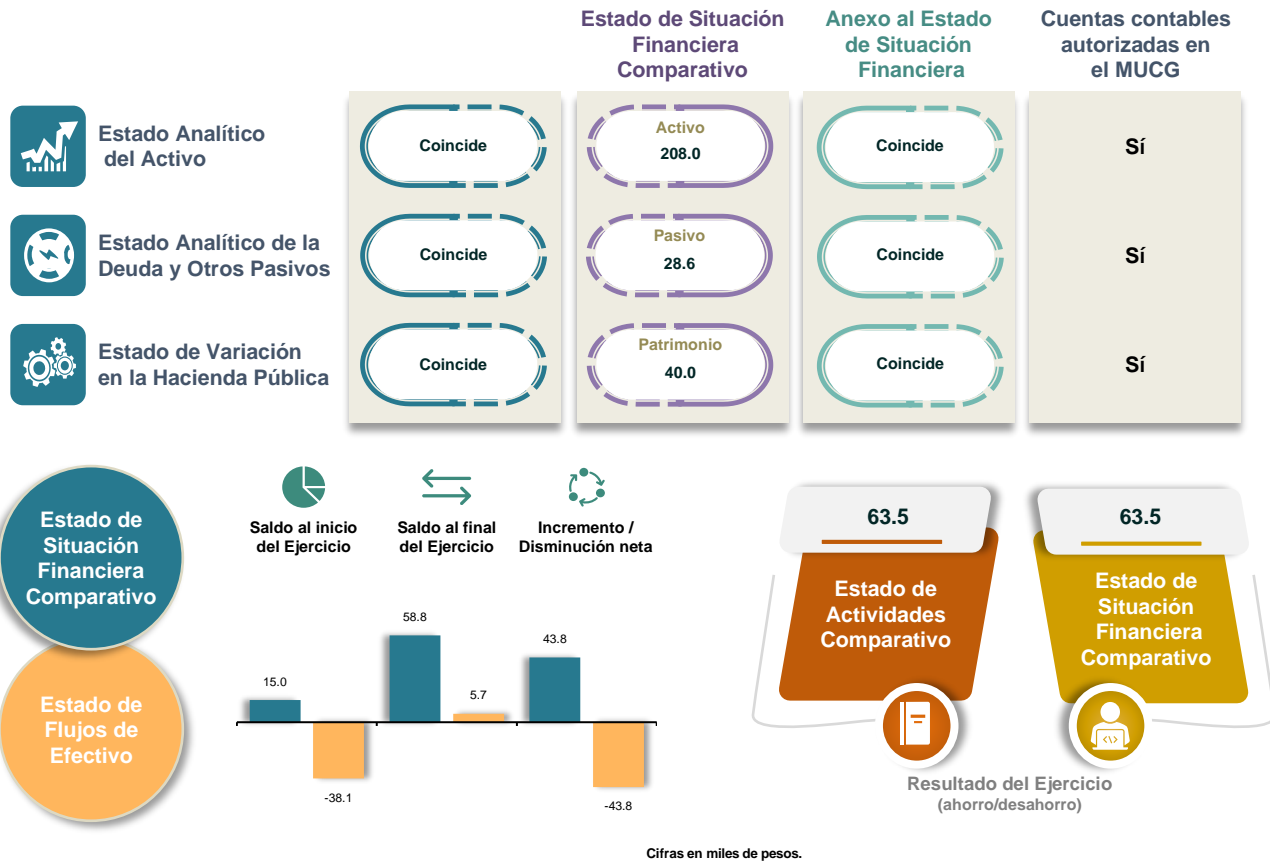 Estado de Situación
Financiera
Comparativo
Anexo al Estado
de Situación
Financiera
Cuentas contables
autorizadas en
el MUCG
Estado Analítico
del Activo
Coincide
Activo
208.0
Coincide
Sí
Estado Analítico de la
Deuda y Otros Pasivos
Coincide
Pasivo
28.6
Coincide
Sí
Estado de Variación
en la Hacienda Pública
Coincide
Patrimonio
40.0
Coincide
Sí
Estado de
Situación
Financiera
Comparativo
Estado de
Flujos de
Efectivo
Saldo al inicio
del Ejercicio
Saldo al final
del Ejercicio
Incremento /
Disminución neta
15.0
-38.1
58.8
5.7
43.8
-43.8
63.5
Estado de
Actividades
Comparativo
63.5
Estado de
Situación
Financiera
Comparativo
Resultado del Ejercicio
(ahorro/desahorro)
Cifras en miles de pesos.